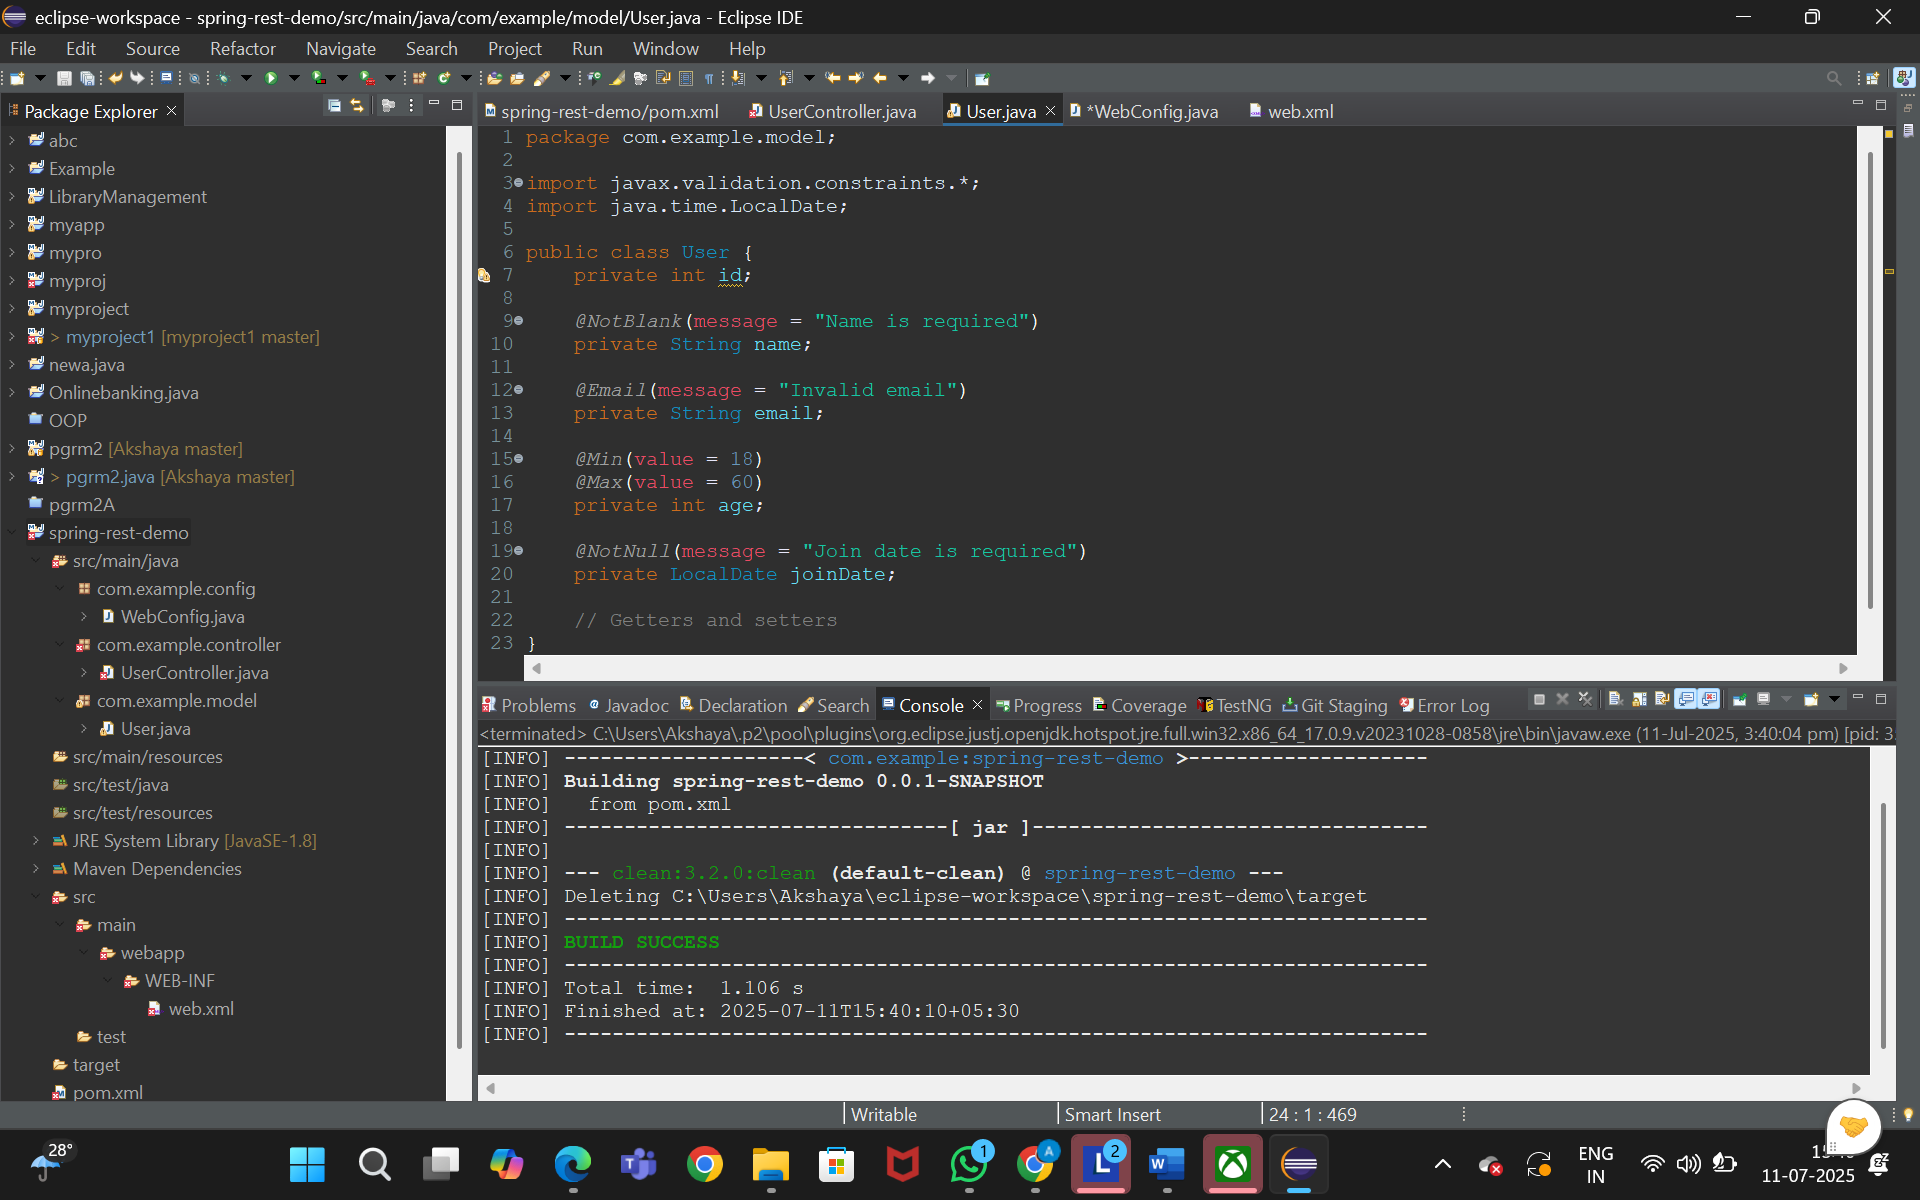 eclipse-workspace - spring-rest-demo/src/main/java/com/example/model/User.java - Eclipse IDE
File Edit Source Refactor Navigate Search Project Run Window Help
Package Explorer
spring-rest-demo/pom.xml UserController.java User.java *WebConfig.java web.xml
abc
Example
LibraryManagement
myapp
mypro
myproj
myproject
> myproject1 [myproject1 master]
newa.java
Onlinebanking.java
OOP
pgrm2 [Akshaya master]
> pgrm2.java [Akshaya master]
pgrm2A
spring-rest-demo
src/main/java
com.example.config
WebConfig.java
com.example.controller
UserController.java
com.example.model
User.java
src/main/resources
src/test/java
src/test/resources
JRE System Library [JavaSE-1.8]
Maven Dependencies
src
main
webapp
WEB-INF
web.xml
test
target
pom.xml
1 package com.example.model;
2
3 import javax.validation.constraints.*;
4 import java.time.LocalDate;
5
6 public class User {
7 private int id;
8
9 @NotBlank(message = "Name is required")
10 private String name;
11
12 @Email(message = "Invalid email")
13 private String email;
14
15 @Min(value = 18)
16 @Max(value = 60)
17 private int age;
18
19 @NotNull(message = "Join date is required")
20 private LocalDate joinDate;
21
22 // Getters and setters
23 }
Problems Javadoc Declaration Search Console Progress Coverage TestNG Git Staging Error Log
<terminated> C:\Users\Akshaya\.p2\pool\plugins\org.eclipse.justj.openjdk.hotspot.jre.full.win32.x86_64_17.0.9.v20231028-0858\jre\bin\javaw.exe (11-Jul-2025, 3:40:04 pm) [pid: 3
[INFO] --------------------< com.example:spring-rest-demo >--------------------
[INFO] Building spring-rest-demo 0.0.1-SNAPSHOT
[INFO] from pom.xml
[INFO] --------------------------------[ jar ]---------------------------------
[INFO]
[INFO] --- clean:3.2.0:clean (default-clean) @ spring-rest-demo ---
[INFO] Deleting C:\Users\Akshaya\eclipse-workspace\spring-rest-demo\target
[INFO] ------------------------------------------------------------------------
[INFO] BUILD SUCCESS
[INFO] ------------------------------------------------------------------------
[INFO] Total time: 1.106 s
[INFO] Finished at: 2025-07-11T15:40:10+05:30
[INFO] ------------------------------------------------------------------------
Writable Smart Insert 24 : 1 : 469
28°
1
A
2
ENG
IN
11-07-2025